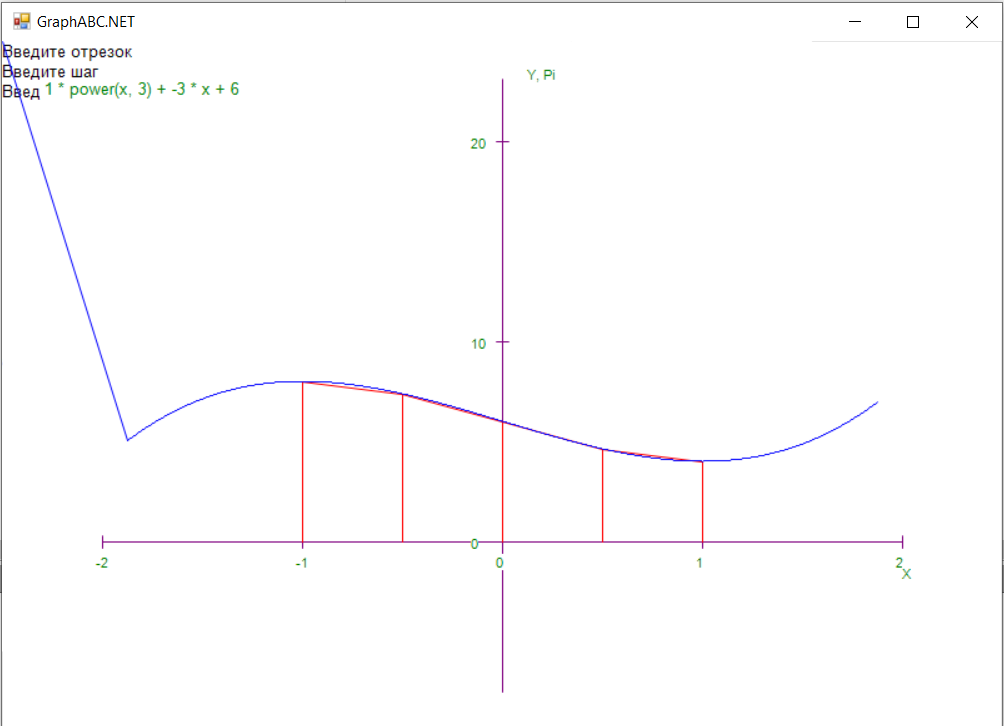 GraphABC.NET
Введите отрезок
Введите шаг
Введ 1 * power(x, 3) + -3 * x + 6
Y, Pi
20
10
0
-2 -1 0 1 2
X